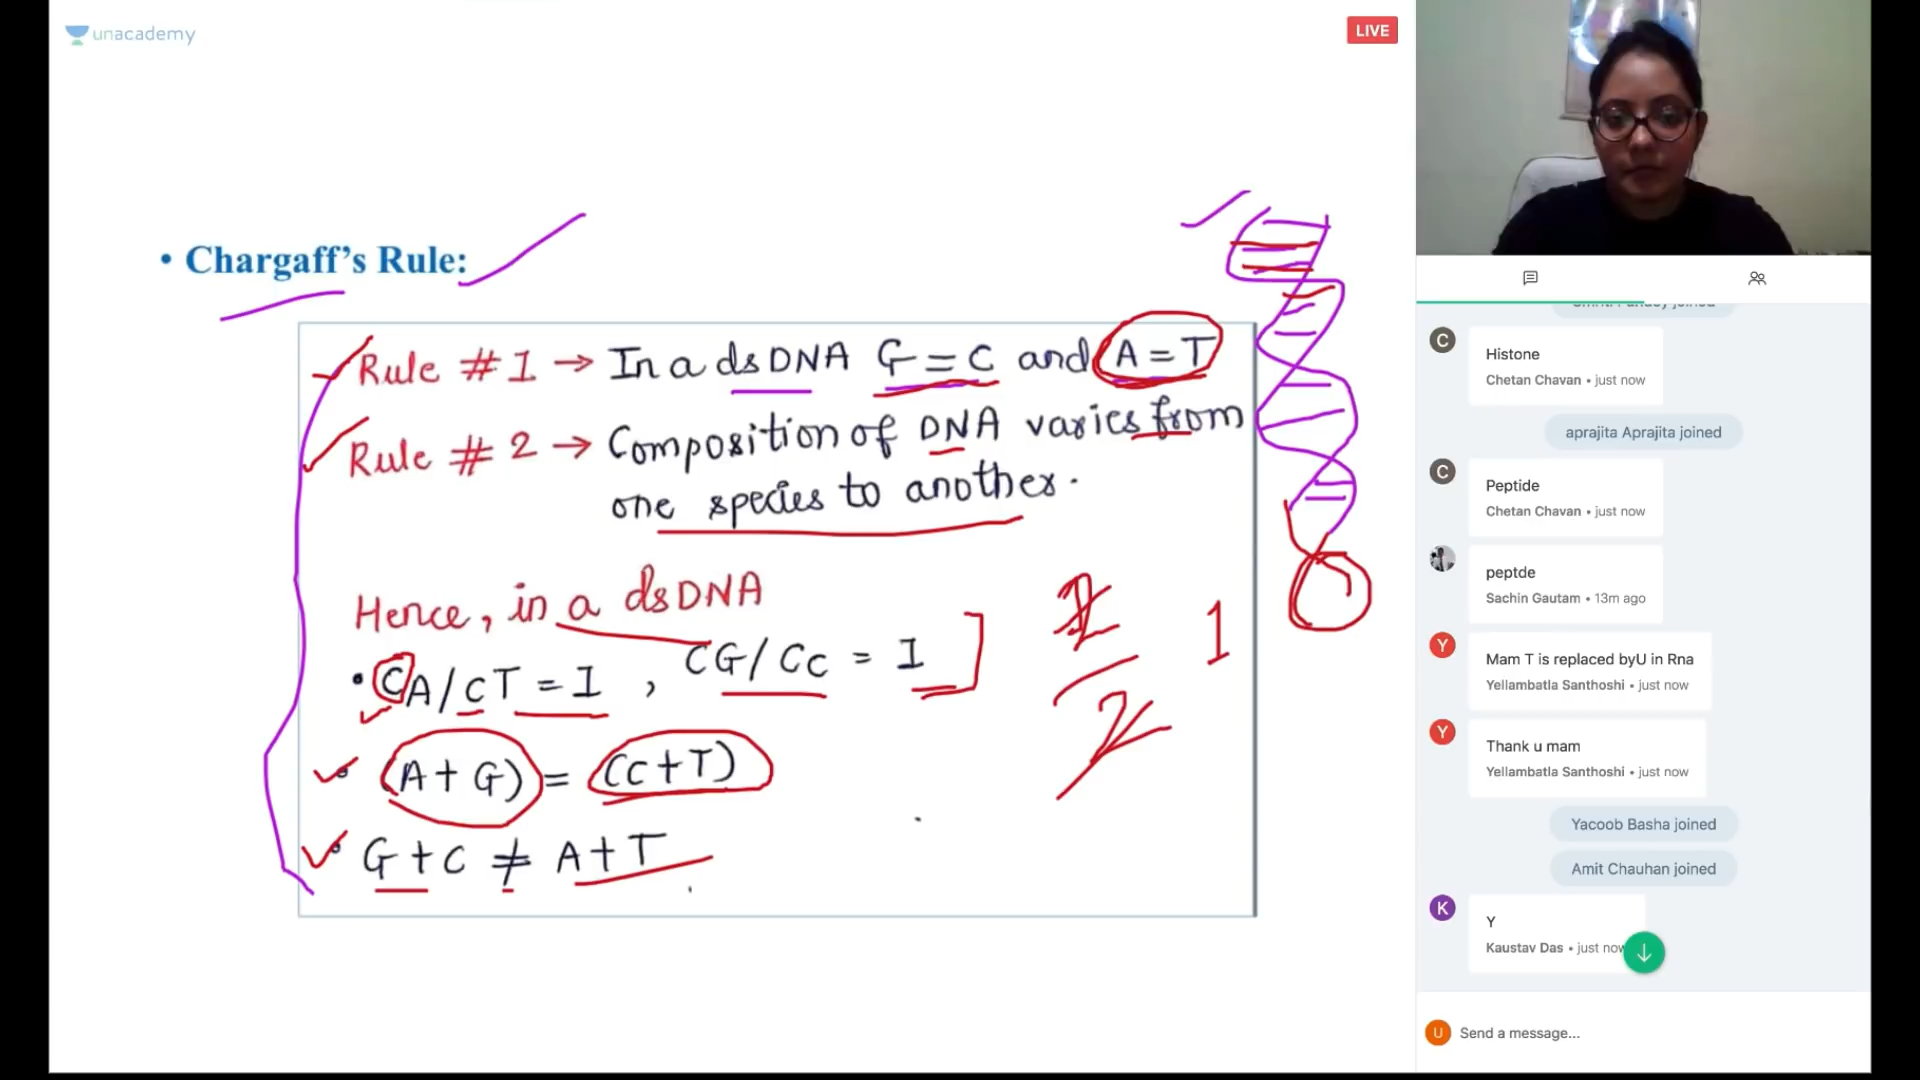 unacademy
LIVE
• Chargaff's Rule:
Rule #1 → In a dsDNA G = C and A = T
Rule # 2 → Composition of DNA varies from
one species to another.
Hence, in a dsDNA
• CA/CT = I , CG/CC = I
(A+G) = (C+T)
G+C ≠ A+T
2
1
joined
C
Histone
Chetan Chavan • just now
aprajita Aprajita joined
C
Peptide
Chetan Chavan • just now
peptde
Sachin Gautam • 13m ago
Y
Mam T is replaced byU in Rna
Yellambatla Santhoshi • just now
Y
Thank u mam
Yellambatla Santhoshi • just now
Yacoob Basha joined
Amit Chauhan joined
K
Y
Kaustav Das • just now
U
Send a message...